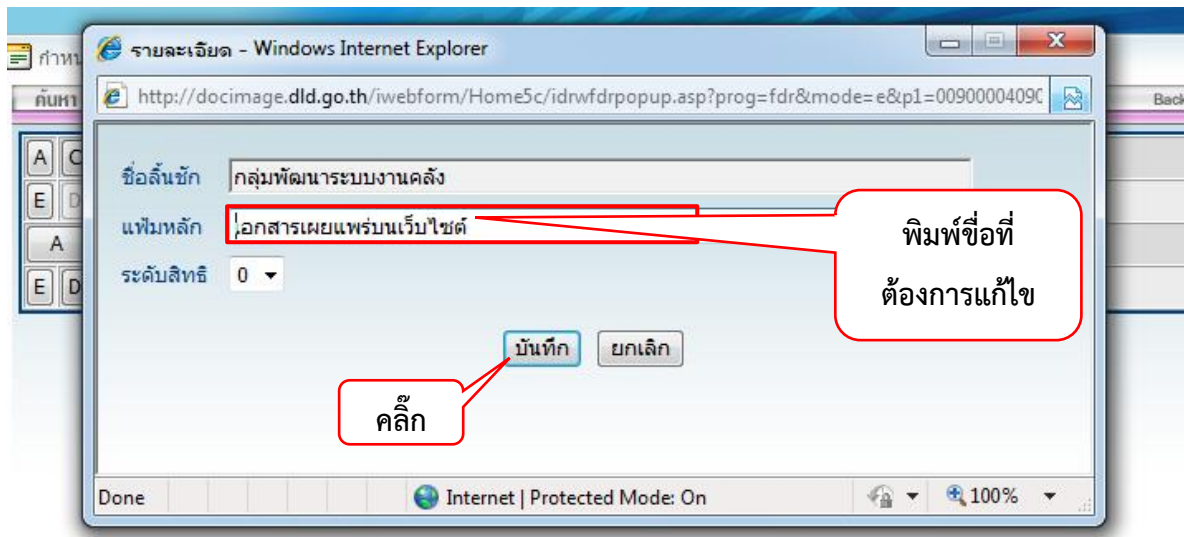 รายละเอียด - Windows Internet Explorer
กำหน
ค้นหา
http://docimage.dld.go.th/iwebform/Home5c/idrwfdrpopup.asp?prog=fdr&mode=e&p1=0090000409C
Back
A C
E D
A
E D
ชื่อลิ้นชัก กลุ่มพัฒนาระบบงานคลัง
แฟ้มหลัก เอกสารเผยแพร่บนเว็บไซต์
ระดับสิทธิ 0
พิมพ์ชื่อที่
ต้องการแก้ไข
บันทึก ยกเลิก
คลิ๊ก
Done Internet | Protected Mode: On 100%